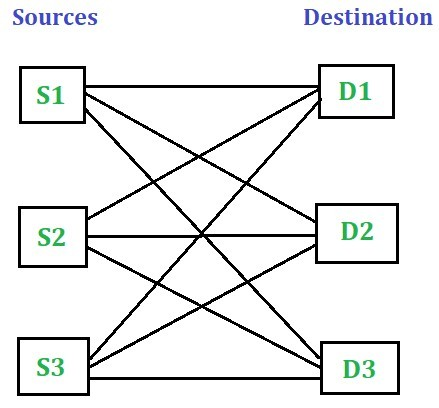 Sources Destination
S1 D1
S2 D2
S3 D3